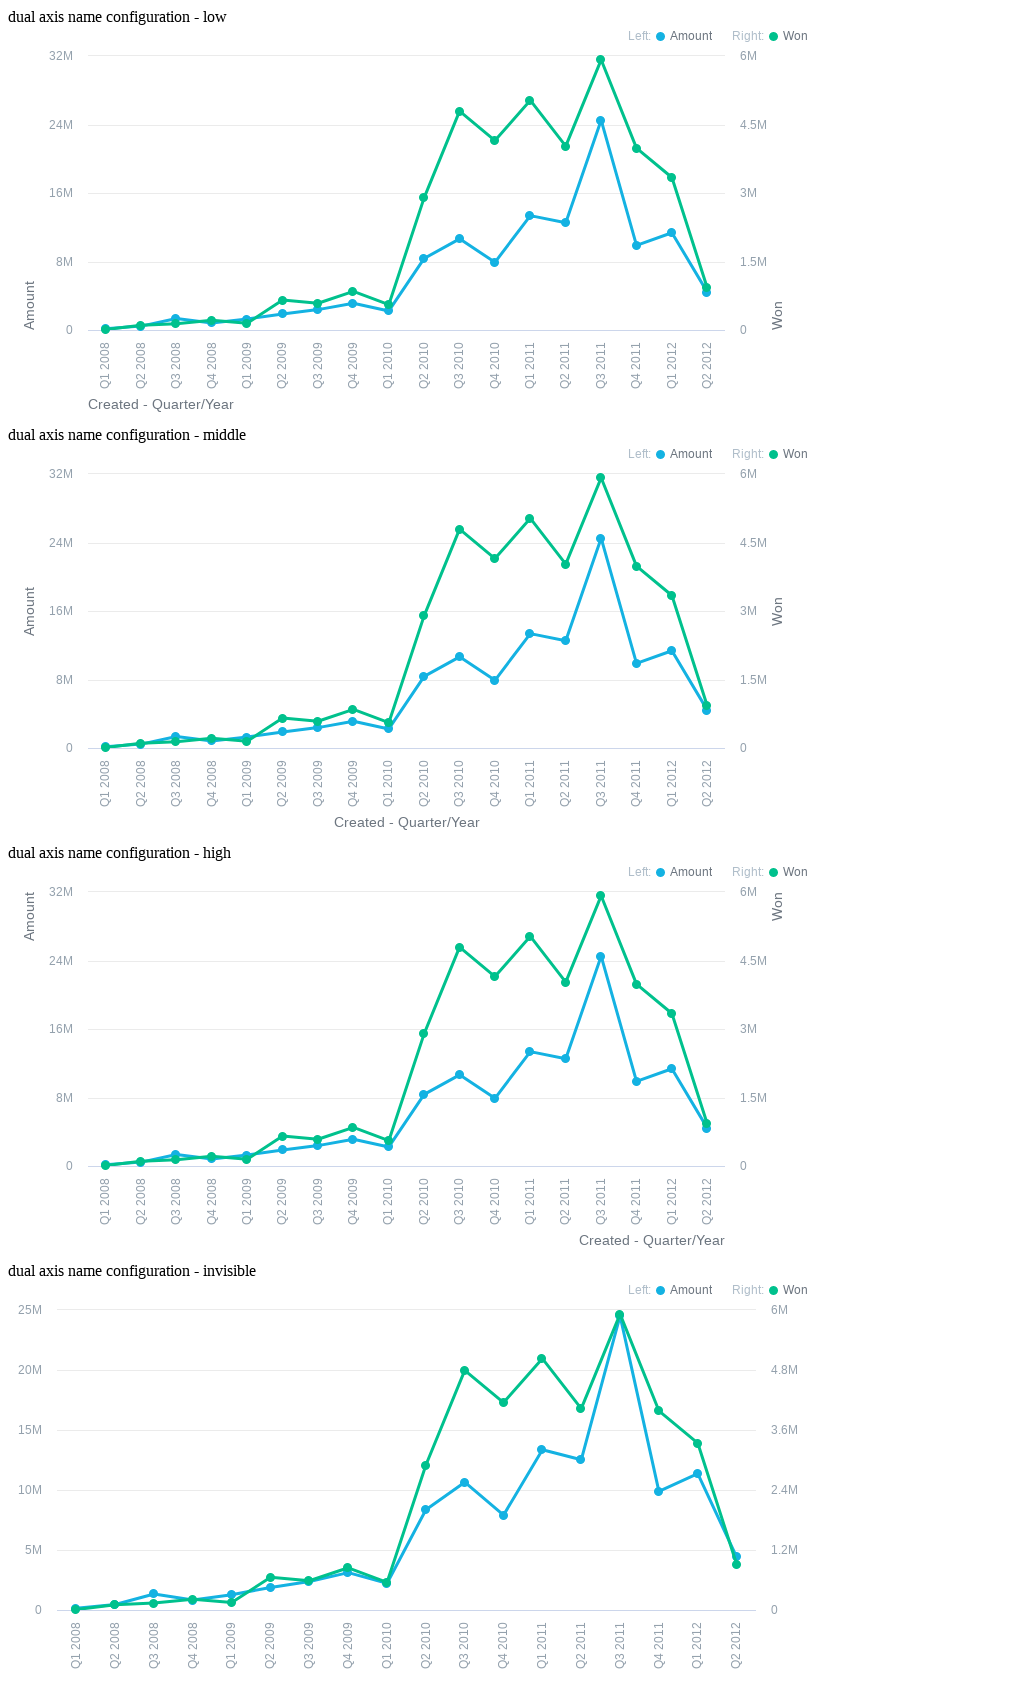 dual axis name configuration - low
Left: Amount Right: Won
32M 6M
24M 4.5M
16M 3M
8M 1.5M
0 0
Amount
Won
Q1 2008 Q2 2008 Q3 2008 Q4 2008 Q1 2009 Q2 2009 Q3 2009 Q4 2009 Q1 2010 Q2 2010 Q3 2010 Q4 2010 Q1 2011 Q2 2011 Q3 2011 Q4 2011 Q1 2012 Q2 2012
Created - Quarter/Year
dual axis name configuration - middle
Left: Amount Right: Won
32M 6M
24M 4.5M
Amount
Won
16M 3M
8M 1.5M
0 0
Q1 2008 Q2 2008 Q3 2008 Q4 2008 Q1 2009 Q2 2009 Q3 2009 Q4 2009 Q1 2010 Q2 2010 Q3 2010 Q4 2010 Q1 2011 Q2 2011 Q3 2011 Q4 2011 Q1 2012 Q2 2012
Created - Quarter/Year
dual axis name configuration - high
Left: Amount Right: Won
Amount
Won
32M 6M
24M 4.5M
16M 3M
8M 1.5M
0 0
Q1 2008 Q2 2008 Q3 2008 Q4 2008 Q1 2009 Q2 2009 Q3 2009 Q4 2009 Q1 2010 Q2 2010 Q3 2010 Q4 2010 Q1 2011 Q2 2011 Q3 2011 Q4 2011 Q1 2012 Q2 2012
Created - Quarter/Year
dual axis name configuration - invisible
Left: Amount Right: Won
25M 6M
20M 4.8M
15M 3.6M
10M 2.4M
5M 1.2M
0 0
Q1 2008 Q2 2008 Q3 2008 Q4 2008 Q1 2009 Q2 2009 Q3 2009 Q4 2009 Q1 2010 Q2 2010 Q3 2010 Q4 2010 Q1 2011 Q2 2011 Q3 2011 Q4 2011 Q1 2012 Q2 2012